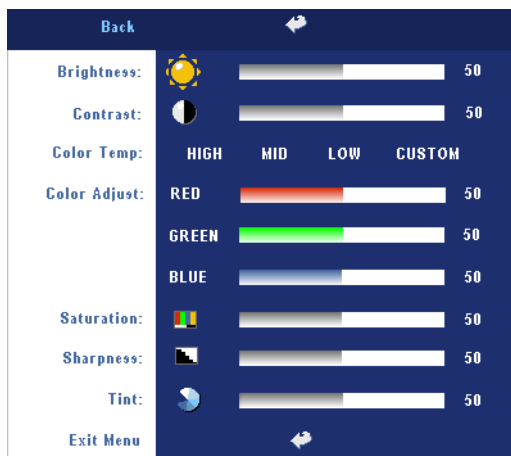 Back
Brightness: 50
Contrast: 50
Color Temp: HIGH MID LOW CUSTOM
Color Adjust: RED 50
GREEN 50
BLUE 50
Saturation: 50
Sharpness: 50
Tint: 50
Exit Menu